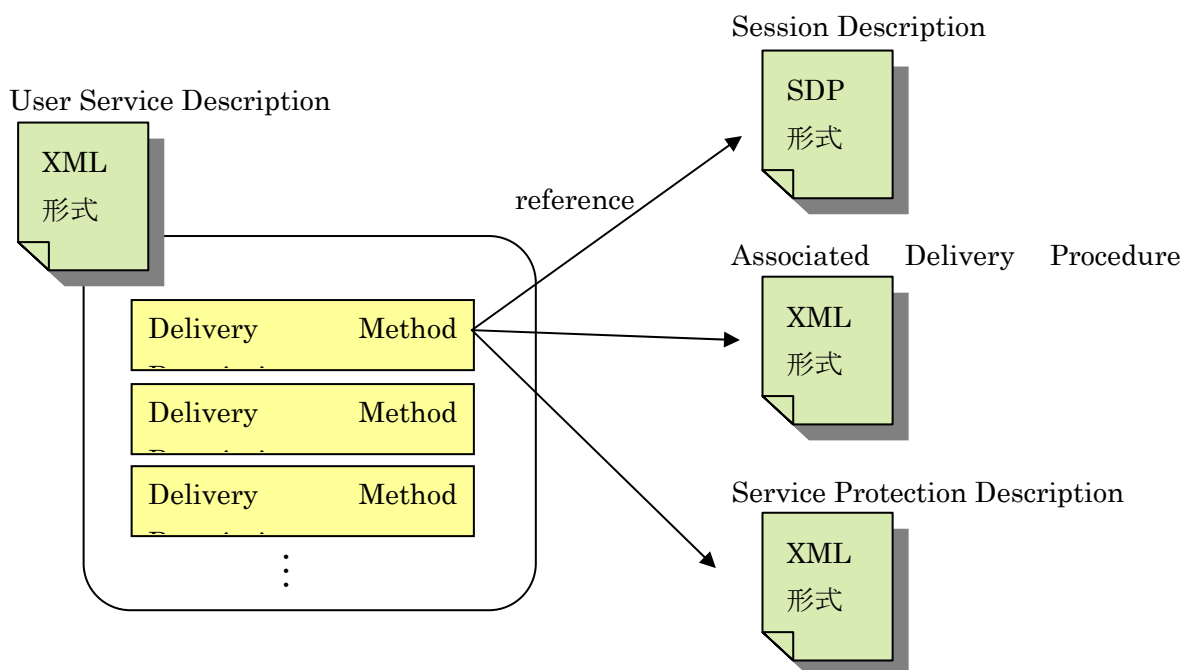 Session Description
SDP
形式
User Service Description
XML
形式
reference
Associated Delivery Procedure
XML
形式
Delivery Method
Delivery Method
Delivery Method
⋮
Service Protection Description
XML
形式